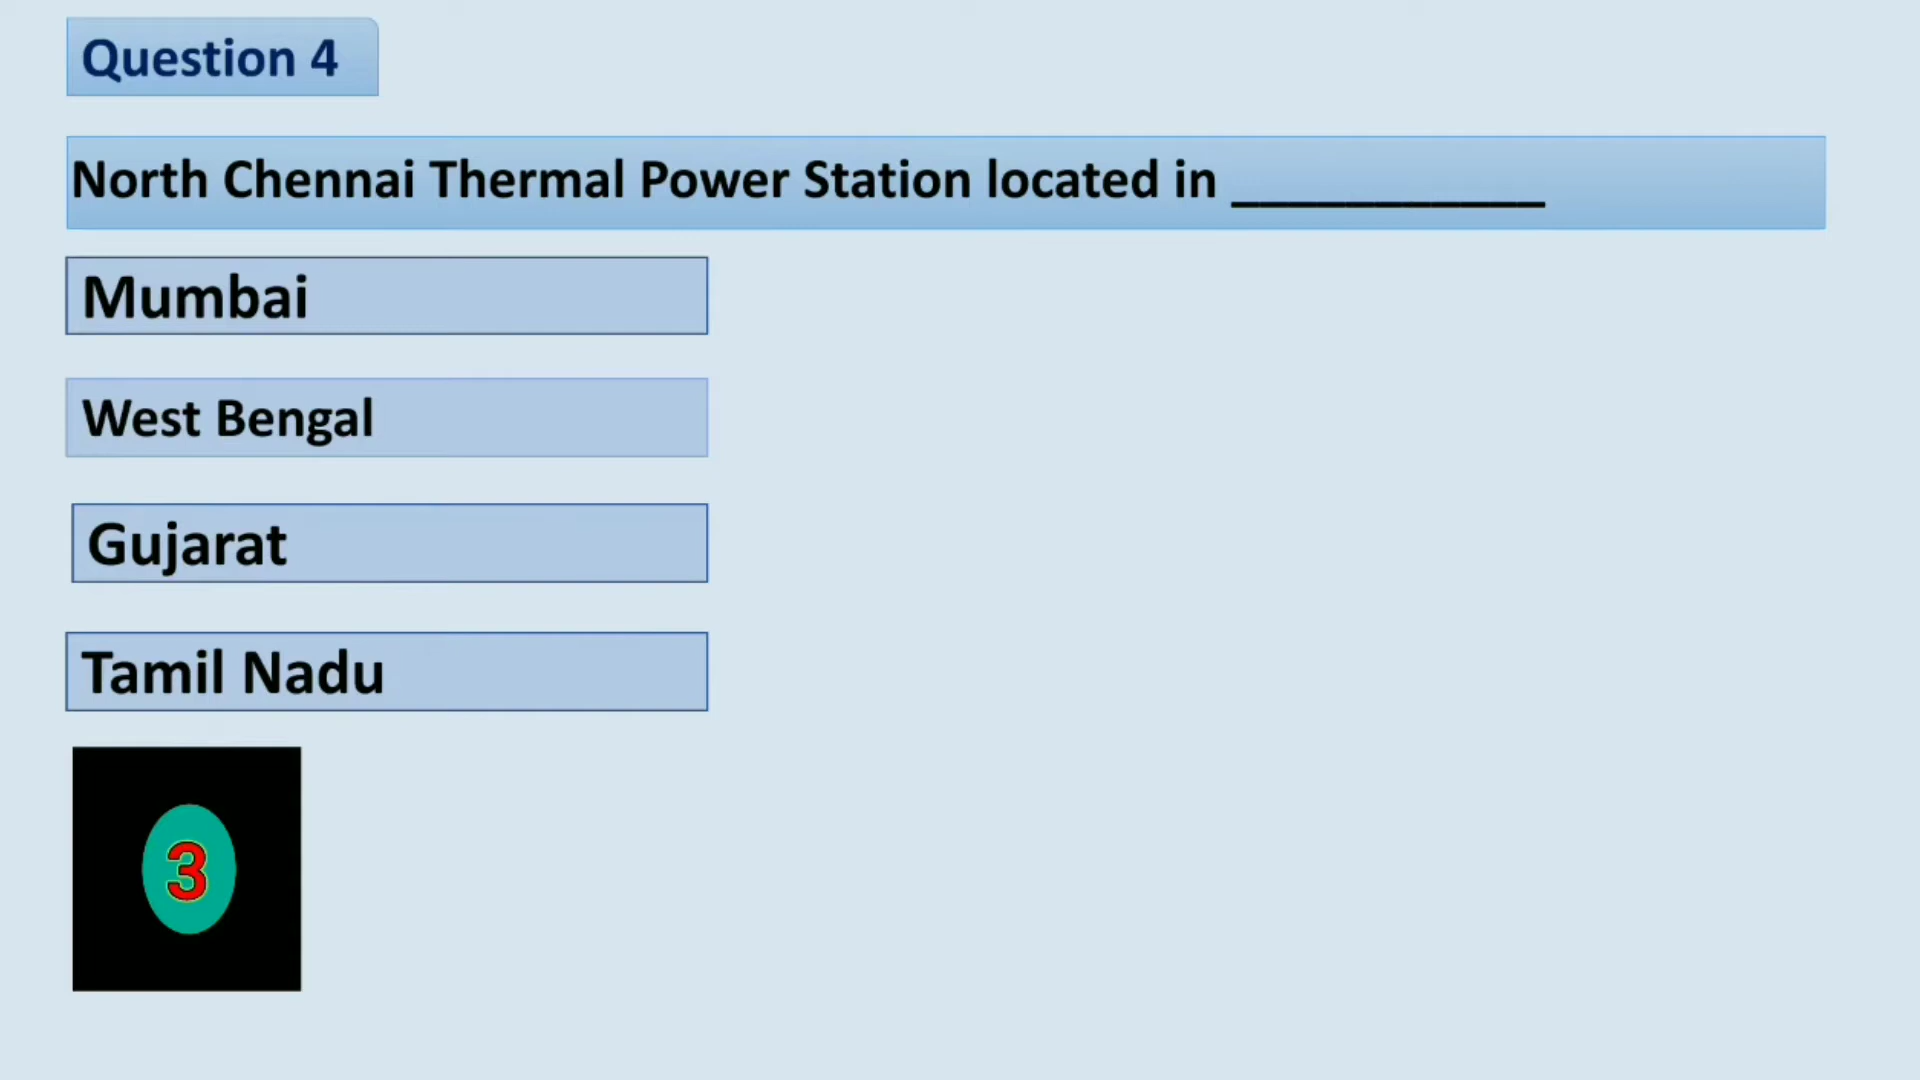 Question 4
North Chennai Thermal Power Station located in ___________
Mumbai
West Bengal
Gujarat
Tamil Nadu
3